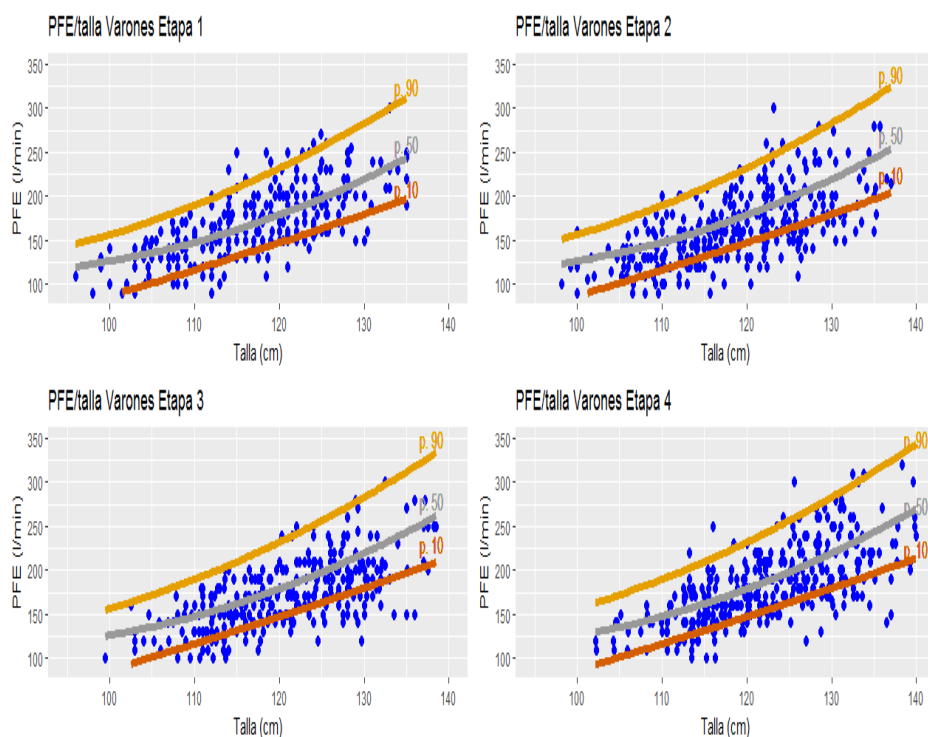 PFE/talla Varones Etapa 1
350
300
250
200
150
100
PFE (l/min)
p. 90
p. 50
p. 10
100 110 120 130 140
Talla (cm)
PFE/talla Varones Etapa 2
350
300
250
200
150
100
PFE (l/min)
p. 90
p. 50
p. 10
100 110 120 130 140
Talla (cm)
PFE/talla Varones Etapa 3
350
300
250
200
150
100
PFE (l/min)
p. 90
p. 50
p. 10
100 110 120 130 140
Talla (cm)
PFE/talla Varones Etapa 4
350
300
250
200
150
100
PFE (l/min)
p. 90
p. 50
p. 10
100 110 120 130 140
Talla (cm)